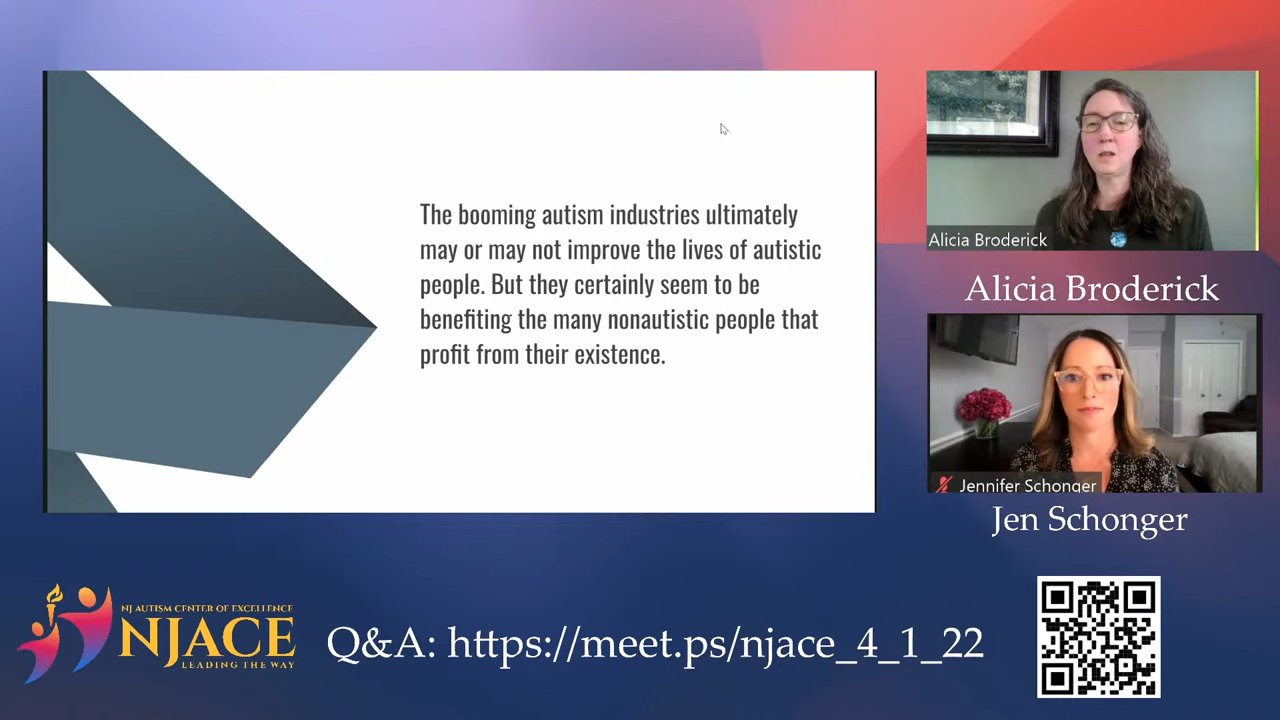 The booming autism industries ultimately
may or may not improve the lives of autistic
people. But they certainly seem to be
benefiting the many nonautistic people that
profit from their existence.
Alicia Broderick
Alicia Broderick
Jennifer Schonger
Jen Schonger
NJ AUTISM CENTER OF EXCELLENCE
NJACE
LEADING THE WAY
Q&A: https://meet.ps/njace_4_1_22